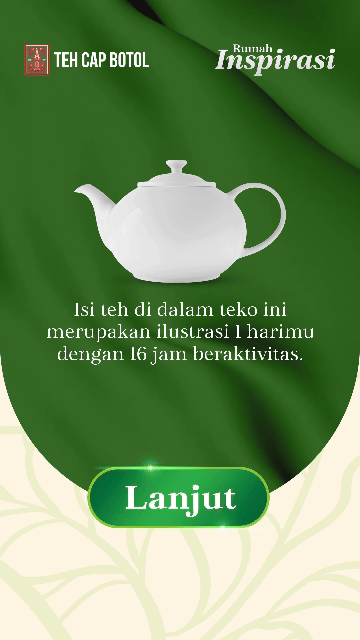 TEH CAP BOTOL
Rumah
Inspirasi
Isi teh di dalam teko ini
merupakan ilustrasi 1 harimu
dengan 16 jam beraktivitas.
Lanjut